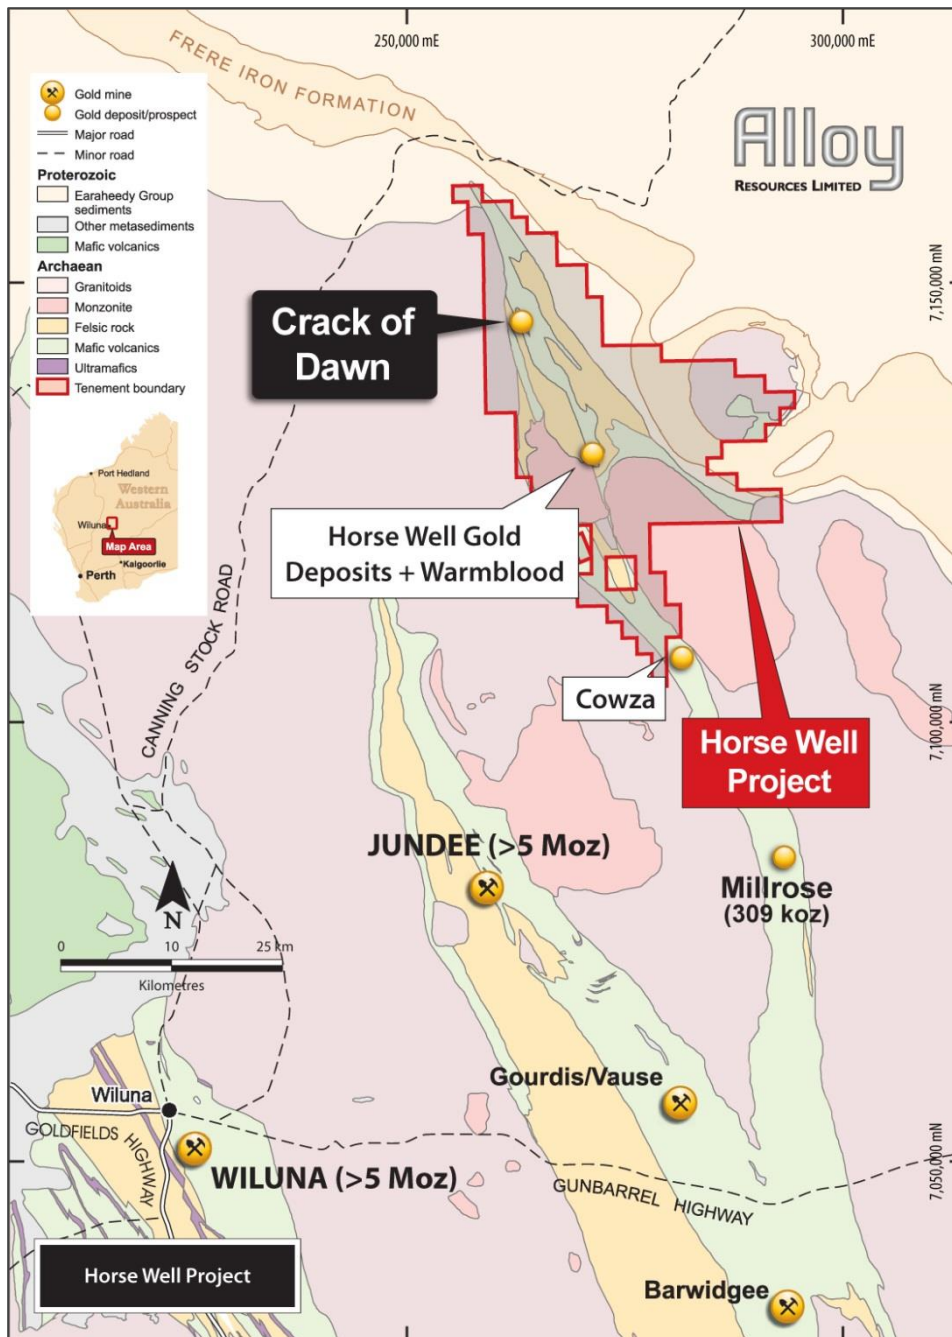 250,000 mE
300,000 mE
FRERE IRON FORMATION
Alloy
RESOURCES LIMITED
Gold mine
Gold deposit/prospect
Major road
Minor road
Proterozoic
Earaheedy Group
sediments
Other metasediments
Mafic volcanics
Archaean
Granitoids
Monzonite
Felsic rock
Mafic volcanics
Ultramafics
Tenement boundary
Port Hedland
Western
Australia
Wiluna
Map Area
Kalgoorlie
Perth
7,150,000 mN
Crack of
Dawn
Horse Well Gold
Deposits + Warmblood
CANNING STOCK ROAD
Cowza
7,100,000 mN
Horse Well
Project
JUNDEE (>5 Moz)
Millrose
(309 koz)
N
0 10 25 km
Kilometres
Gourdis/Vause
Wiluna
GOLDFIELDS HIGHWAY
WILUNA (>5 Moz)
GUNBARREL HIGHWAY
7,050,000 mN
Horse Well Project
Barwidgee